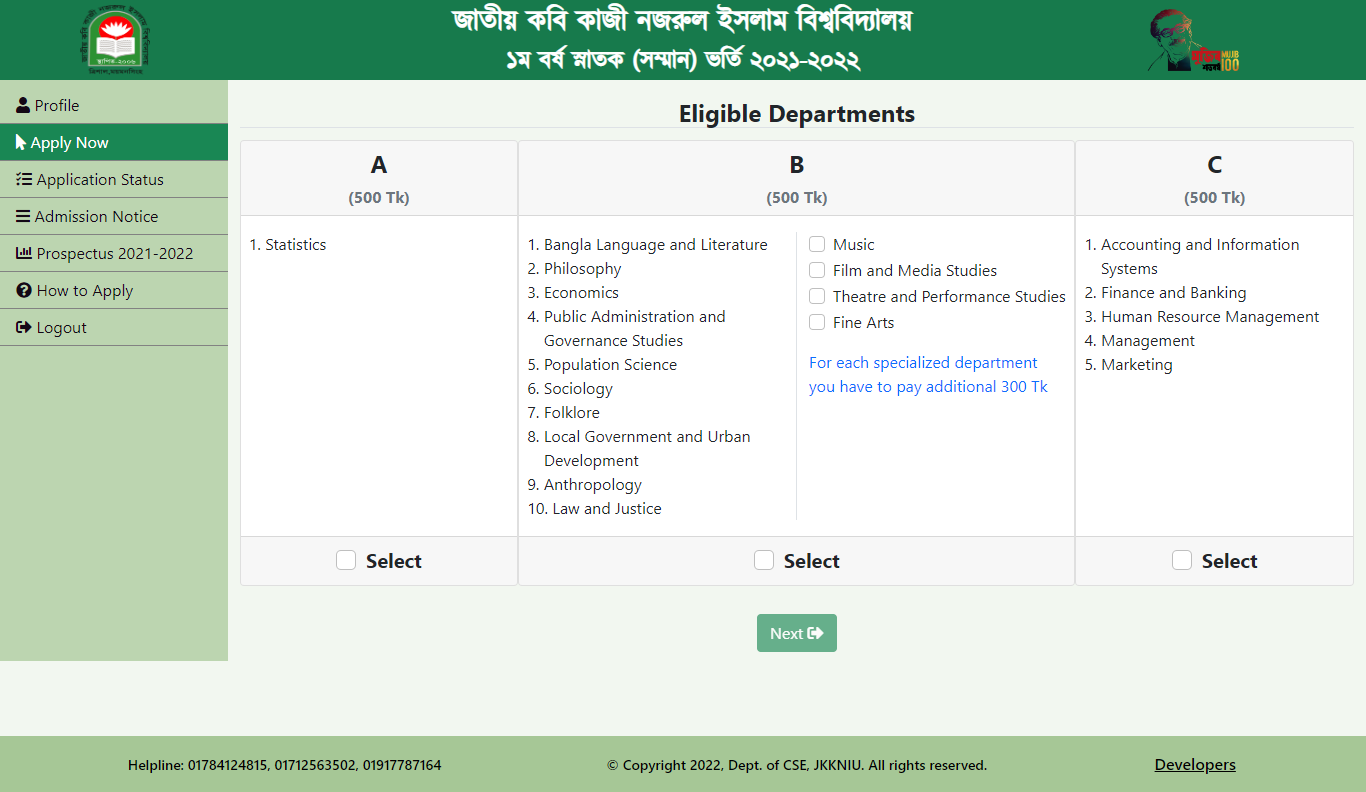 জাতীয় কবি কাজী নজরুল ইসলাম বিশ্ববিদ্যালয়
১ম বর্ষ স্নাতক (সম্মান) ভর্তি ২০২১-২০২২
MUJIB
100
Profile
Apply Now
Application Status
Admission Notice
Prospectus 2021-2022
How to Apply
Logout
Eligible Departments
A
(500 Tk)
1. Statistics
Select
B
(500 Tk)
1. Bangla Language and Literature
2. Philosophy
3. Economics
4. Public Administration and
Governance Studies
5. Population Science
6. Sociology
7. Folklore
8. Local Government and Urban
Development
9. Anthropology
10. Law and Justice
Music
Film and Media Studies
Theatre and Performance Studies
Fine Arts
For each specialized department
you have to pay additional 300 Tk
Select
C
(500 Tk)
1. Accounting and Information
Systems
2. Finance and Banking
3. Human Resource Management
4. Management
5. Marketing
Select
Next
Helpline: 01784124815, 01712563502, 01917787164
© Copyright 2022, Dept. of CSE, JKKNIU. All rights reserved.
Developers